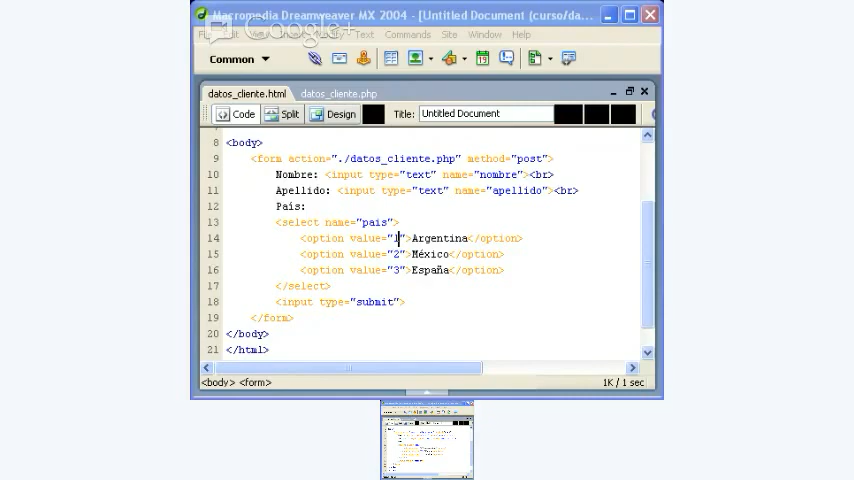 Macromedia Dreamweaver MX 2004 - [Untitled Document (curso/da...
Google+
Text Commands Site Window Help
Common
datos_cliente.html datos_cliente.php
Code Split Design Title: Untitled Document
8 <body>
9 <form action="./datos_cliente.php" method="post">
10 Nombre: <input type="text" name="nombre"><br>
11 Apellido: <input type="text" name="apellido"><br>
12 País:
13 <select name="pais">
14 <option value="1">Argentina</option>
15 <option value="2">México</option>
16 <option value="3">España</option>
17 </select>
18 <input type="submit">
19 </form>
20 </body>
21 </html>
<body> <form> 1K / 1 sec